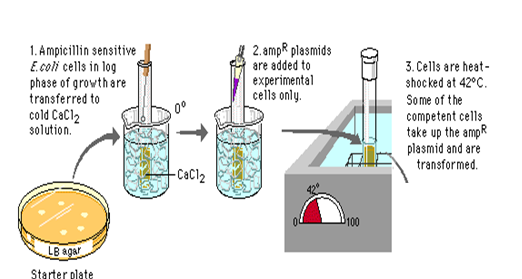 1. Ampicillin sensitive
E.coli cells in log
phase of growth are
transferred to
cold CaCl2
solution.
0°
CaCl2
LB agar
Starter plate
2. ampR plasmids
are added to
experimental
cells only.
3. Cells are heat-
shocked at 42°C.
Some of the
competent cells
take up the ampR
plasmid and are
transformed.
42°
0
100